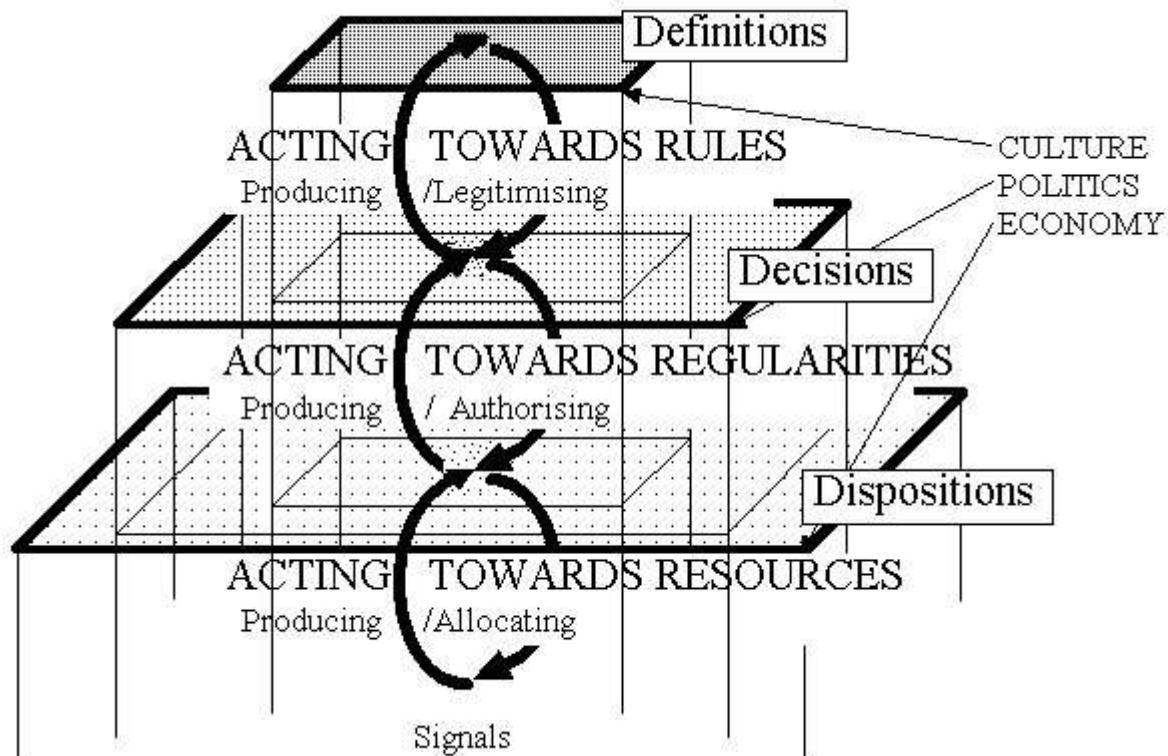 Definitions
ACTING TOWARDS RULES
Producing /Legitimising
CULTURE
POLITICS
ECONOMY
Decisions
ACTING TOWARDS REGULARITIES
Producing / Authorising
Dispositions
ACTING TOWARDS RESOURCES
Producing /Allocating
Signals